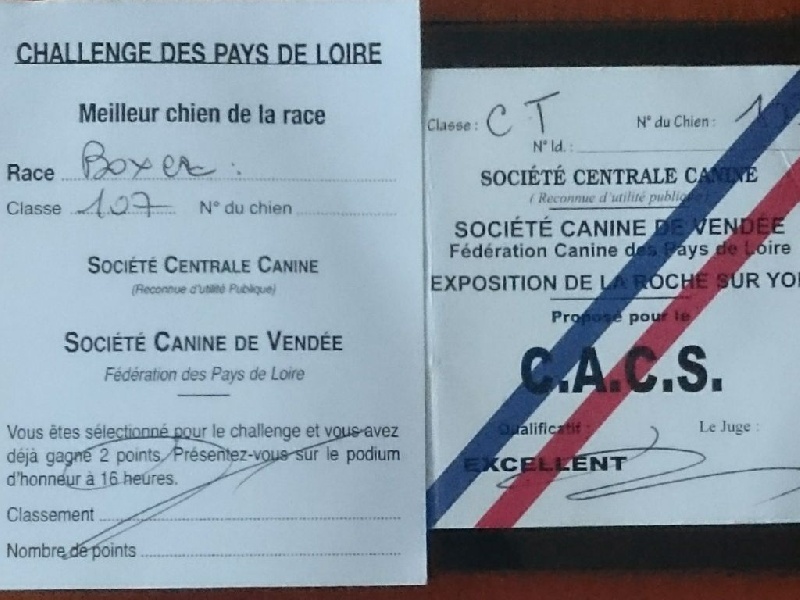 CHALLENGE DES PAYS DE LOIRE
Meilleur chien de la race
Race Boxer :
Classe 107 N° du chien
SOCIÉTÉ CENTRALE CANINE
(Reconnue d'utilité Publique)
SOCIÉTÉ CANINE DE VENDÉE
Fédération des Pays de Loire
Vous êtes sélectionné pour le challenge et vous avez
déjà gagné 2 points. Présentez-vous sur le podium
d'honneur à 16 heures.
Classement
Nombre de points
Classe : CT N° du Chien :
N° Id. :
SOCIÉTÉ CENTRALE CANINE
( Reconnue d'utilité publique )
SOCIÉTÉ CANINE DE VENDÉE
Fédération Canine des Pays de Loire
EXPOSITION DE LA ROCHE SUR YO
Proposé pour le
C.A.C.S.
Qualificatif : Le Juge :
EXCELLENT